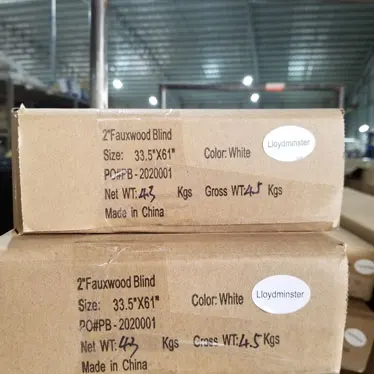 2"Fauxwood Blind
Size: 33.5"X61" Color: White
Lloydminster
PO#PB - 2020001
Net WT: 4.3 Kgs Gross WT: 4.5 Kgs
Made in China
2"Fauxwood Blind
Size: 33.5"X61" Color: White
Lloydminster
PO#PB - 2020001
Net WT: 4.3 Kgs Gross WT: 4.5 Kgs
Made in China